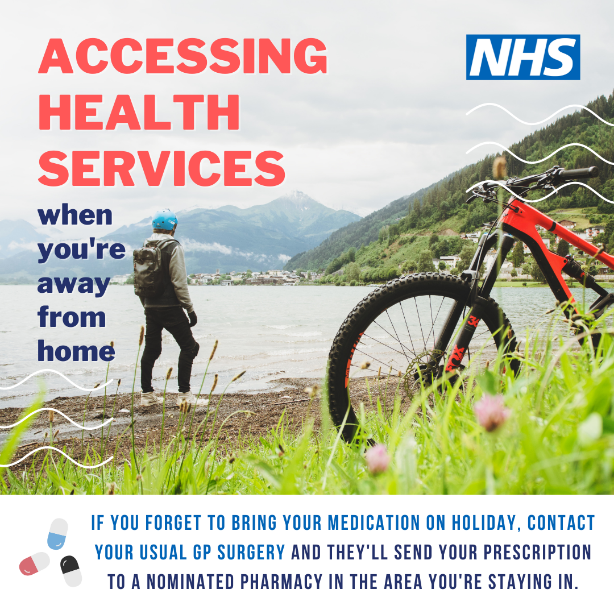 ACCESSING
HEALTH
SERVICES
NHS
when
you're
away
from
home
IF YOU FORGET TO BRING YOUR MEDICATION ON HOLIDAY, CONTACT
YOUR USUAL GP SURGERY AND THEY'LL SEND YOUR PRESCRIPTION
TO A NOMINATED PHARMACY IN THE AREA YOU'RE STAYING IN.